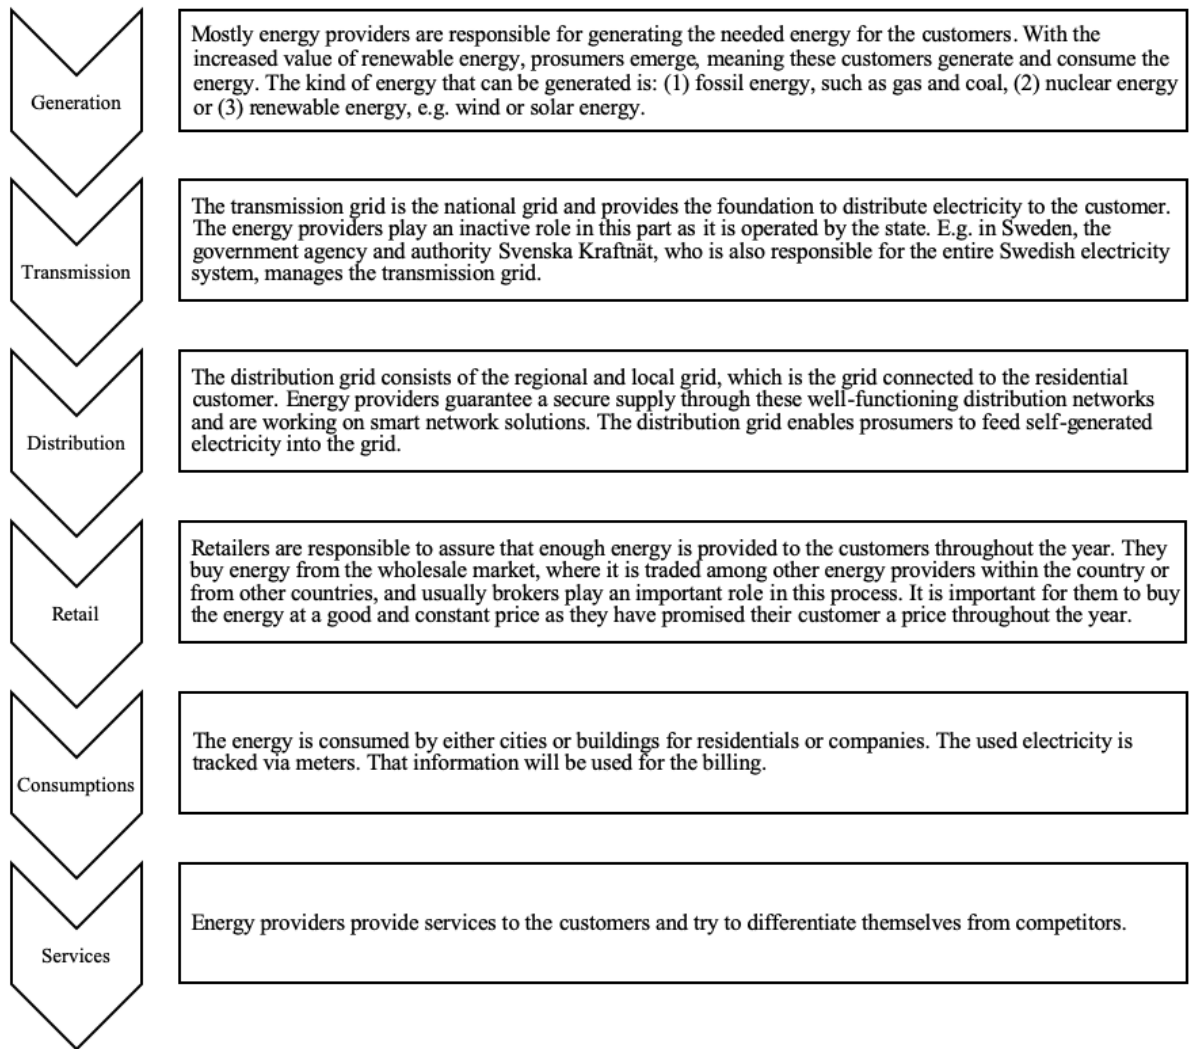 Generation
Mostly energy providers are responsible for generating the needed energy for the customers. With the
increased value of renewable energy, prosumers emerge, meaning these customers generate and consume the
energy. The kind of energy that can be generated is: (1) fossil energy, such as gas and coal, (2) nuclear energy
or (3) renewable energy, e.g. wind or solar energy.
Transmission
The transmission grid is the national grid and provides the foundation to distribute electricity to the customer.
The energy providers play an inactive role in this part as it is operated by the state. E.g. in Sweden, the
government agency and authority Svenska Kraftnät, who is also responsible for the entire Swedish electricity
system, manages the transmission grid.
Distribution
The distribution grid consists of the regional and local grid, which is the grid connected to the residential
customer. Energy providers guarantee a secure supply through these well-functioning distribution networks
and are working on smart network solutions. The distribution grid enables prosumers to feed self-generated
electricity into the grid.
Retail
Retailers are responsible to assure that enough energy is provided to the customers throughout the year. They
buy energy from the wholesale market, where it is traded among other energy providers within the country or
from other countries, and usually brokers play an important role in this process. It is important for them to buy
the energy at a good and constant price as they have promised their customer a price throughout the year.
Consumptions
The energy is consumed by either cities or buildings for residentials or companies. The used electricity is
tracked via meters. That information will be used for the billing.
Services
Energy providers provide services to the customers and try to differentiate themselves from competitors.